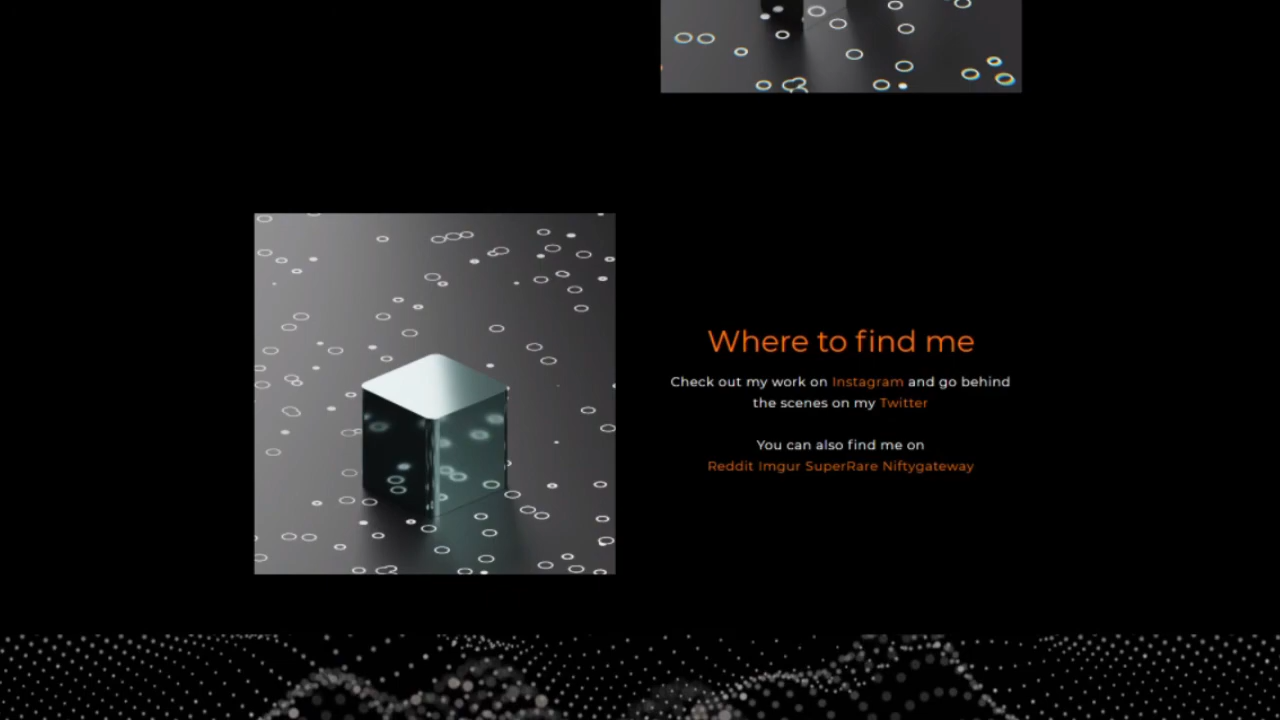 Where to find me
Check out my work on Instagram and go behind
the scenes on my Twitter
You can also find me on
Reddit Imgur SuperRare Niftygateway